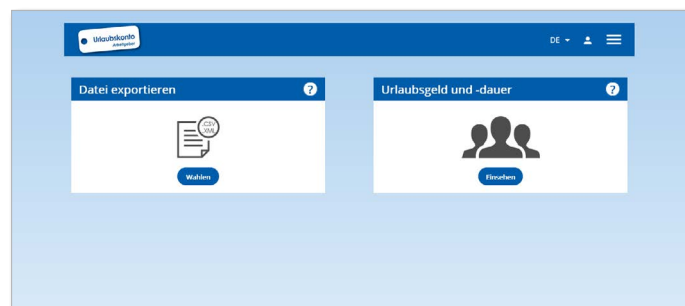 Urlaubskonto
Arbeitgeber
DE
Datei exportieren
?
Urlaubsgeld und -dauer
?
.CSV
.XML
Wahlen
Einsehen